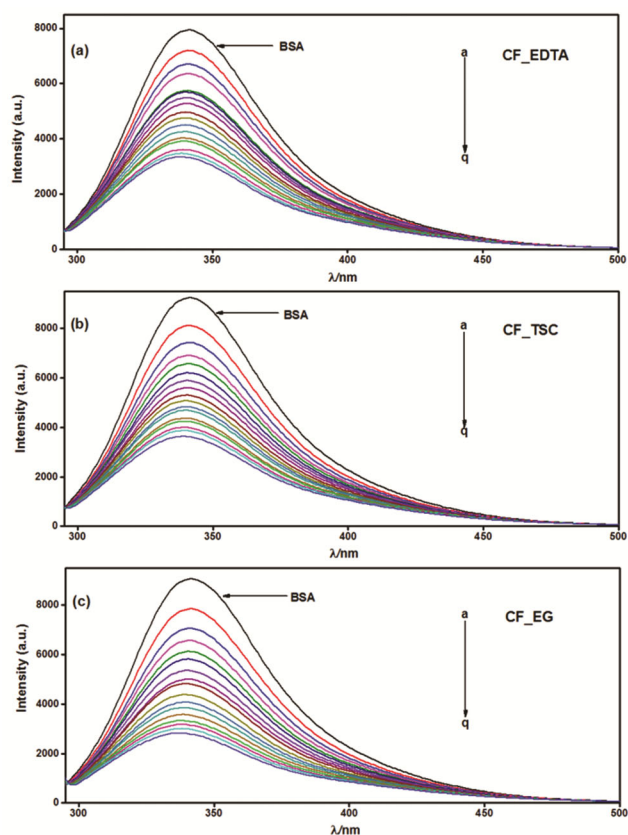 (a)
BSA
a
CF_EDTA
q
Intensity (a.u.)
8000
6000
4000
2000
0
300
350
400
450
500
λ/nm
(b)
BSA
a
CF_TSC
q
Intensity (a.u.)
8000
6000
4000
2000
0
300
350
400
450
500
λ/nm
(c)
BSA
a
CF_EG
q
Intensity (a.u.)
8000
6000
4000
2000
0
300
350
400
450
500
λ/nm